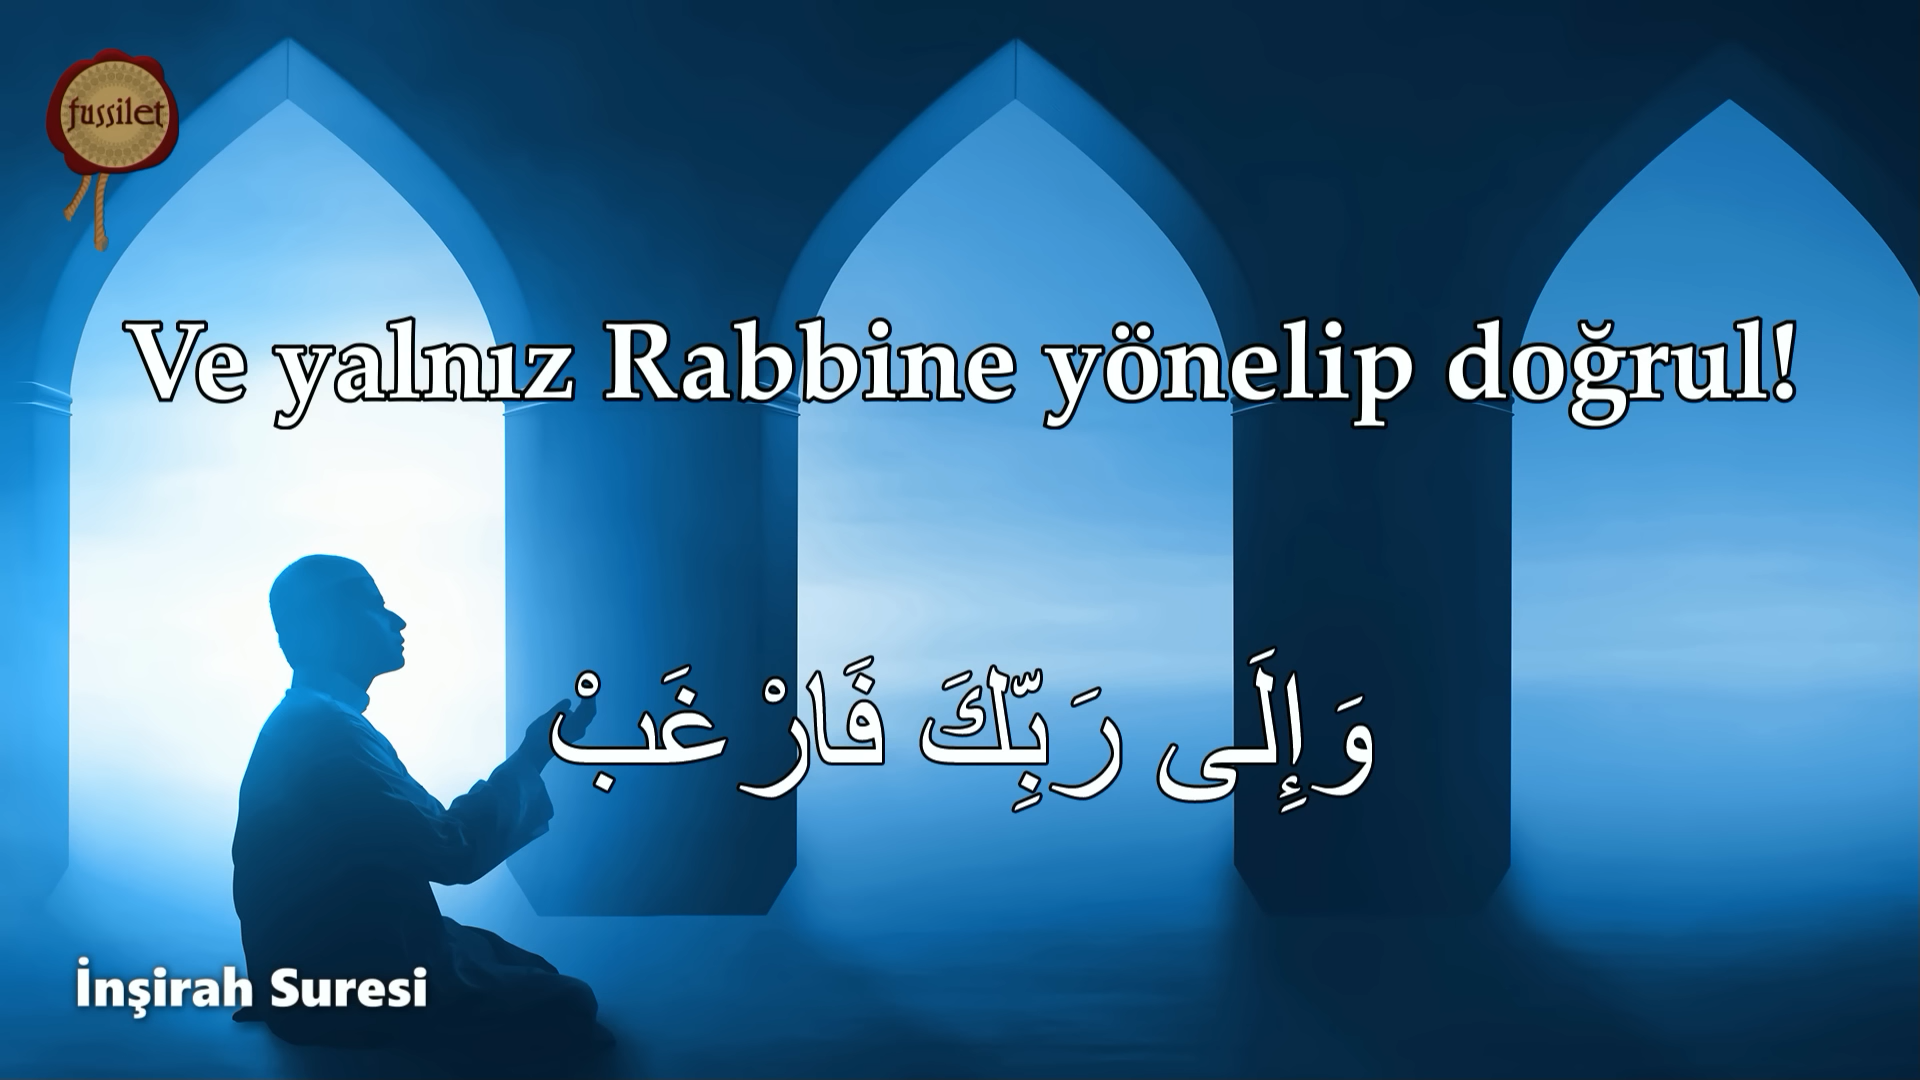 fussilet
Ve yalnız Rabbine yönelip doğrul!
وَإِلَى رَبِّكَ فَارْغَبْ
İnşirah Suresi